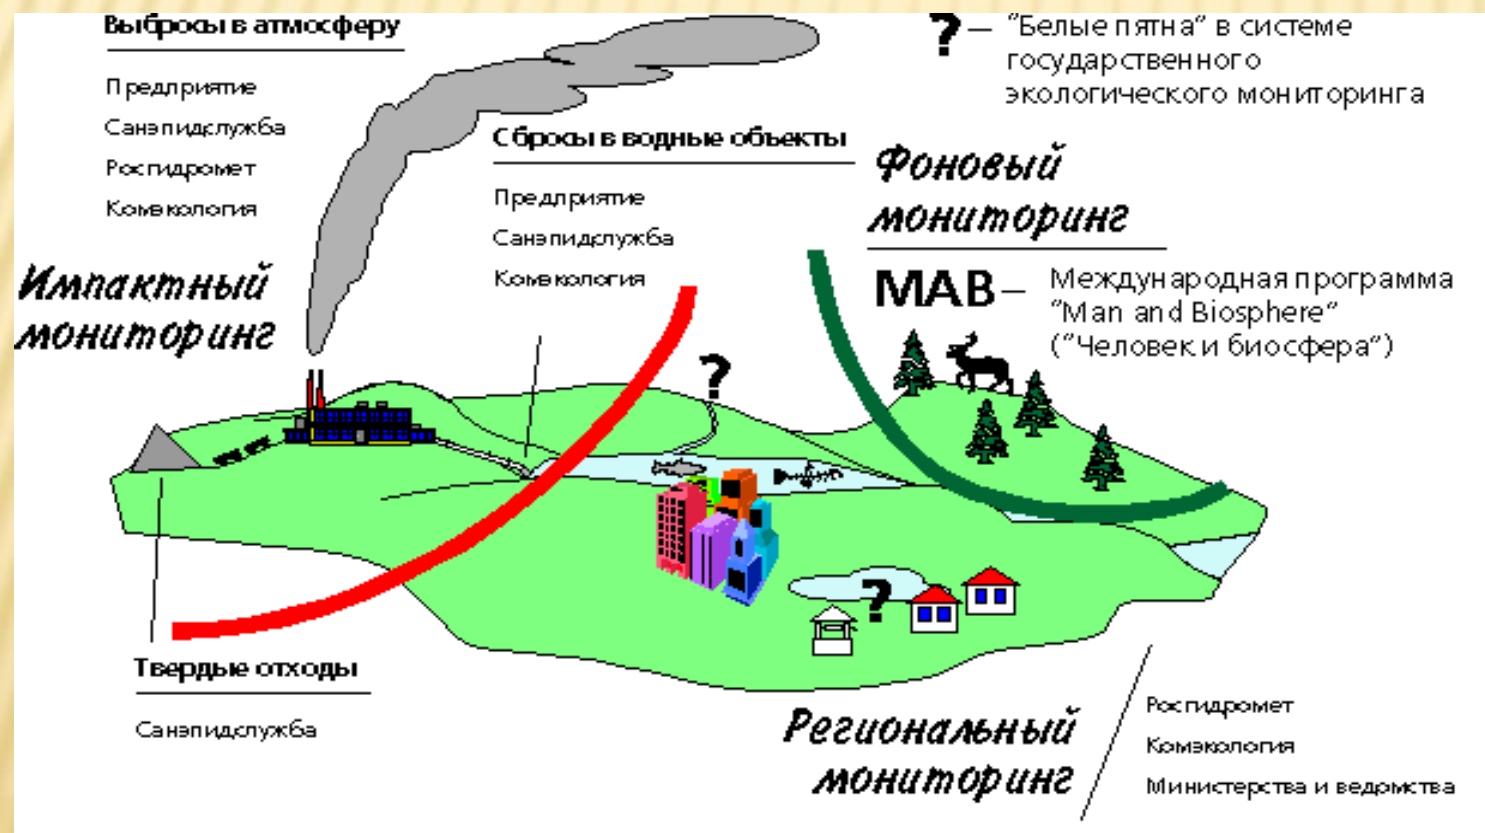 Выбросы в атмосферу
Предприятие
Санэпидслужба
Росгидромет
Комэкология
? — "Белые пятна" в системе
государственного
экологического мониторинга
Сбросы в водные объекты
Предприятие
Санэпидслужба
Комэкология
Фоновый
мониторинг
МАВ – Международная программа
"Man and Biosphere"
("Человек и биосфера")
Импактный
мониторинг
?
?
Твердые отходы
Санэпидслужба
Региональный
мониторинг
Росгидромет
Комэкология
Министерства и ведомства